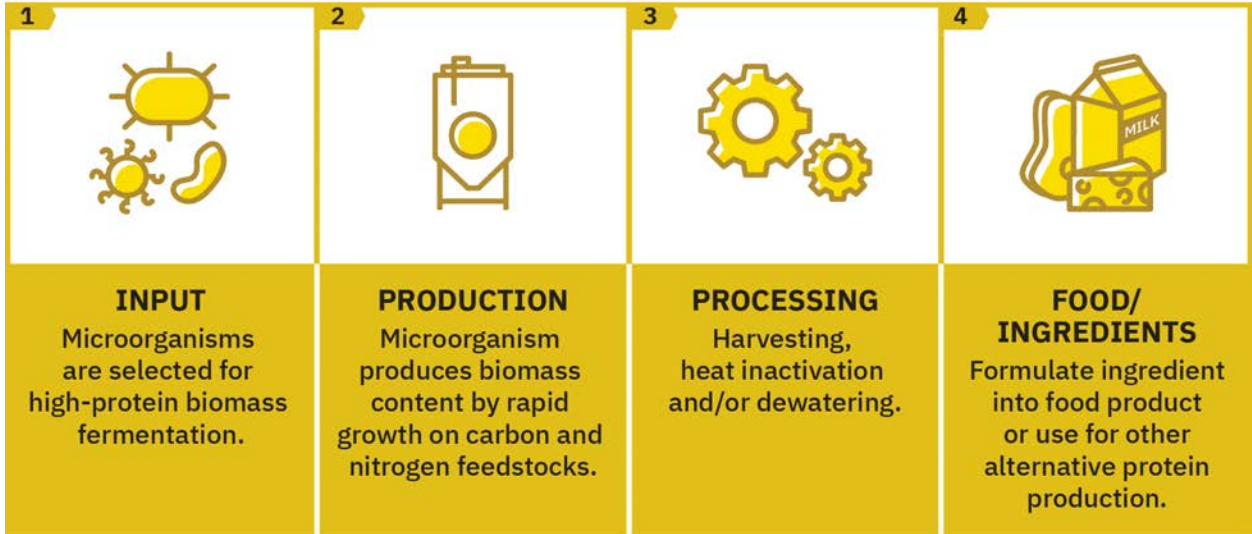 1
INPUT
Microorganisms
are selected for
high-protein biomass
fermentation.
2
PRODUCTION
Microorganism
produces biomass
content by rapid
growth on carbon and
nitrogen feedstocks.
3
PROCESSING
Harvesting,
heat inactivation
and/or dewatering.
4
MILK
FOOD/
INGREDIENTS
Formulate ingredient
into food product
or use for other
alternative protein
production.